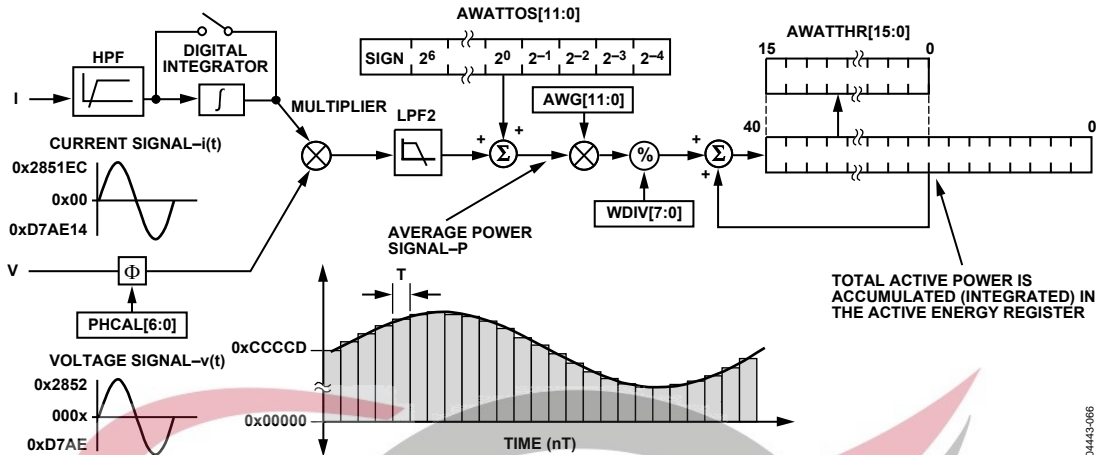 AWATTOS[11:0]
HPF
DIGITAL
INTEGRATOR
SIGN 2⁶ 2⁰ 2⁻¹ 2⁻² 2⁻³ 2⁻⁴
AWATTHR[15:0]
15 0
I
∫
MULTIPLIER
LPF2
AWG[11:0]
40 0
CURRENT SIGNAL–i(t)
0x2851EC
0x00
0xD7AE14
+ +
Σ
%
+
Σ
+
WDIV[7:0]
AVERAGE POWER
SIGNAL–P
V
Φ
PHCAL[6:0]
T
TOTAL ACTIVE POWER IS
ACCUMULATED (INTEGRATED) IN
THE ACTIVE ENERGY REGISTER
0xCCCCD
VOLTAGE SIGNAL–v(t)
0x2852
000x
0xD7AE
0x00000
TIME (nT)
04443-066